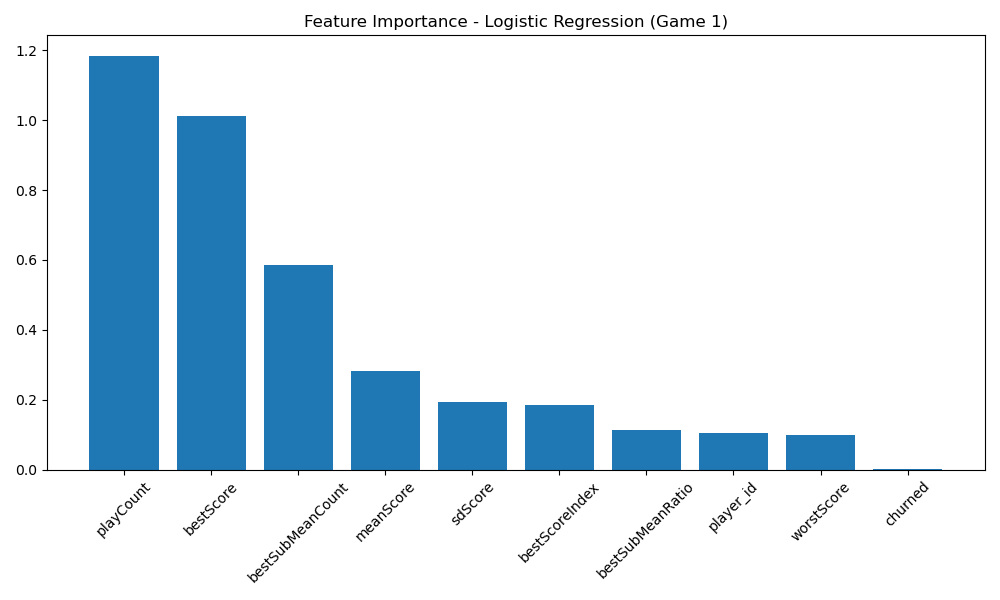 Feature Importance - Logistic Regression (Game 1)
1.2
1.0
0.8
0.6
0.4
0.2
0.0
playCount
bestScore
bestSubMeanCount
meanScore
sdScore
bestScoreIndex
bestSubMeanRatio
player_id
worstScore
churned